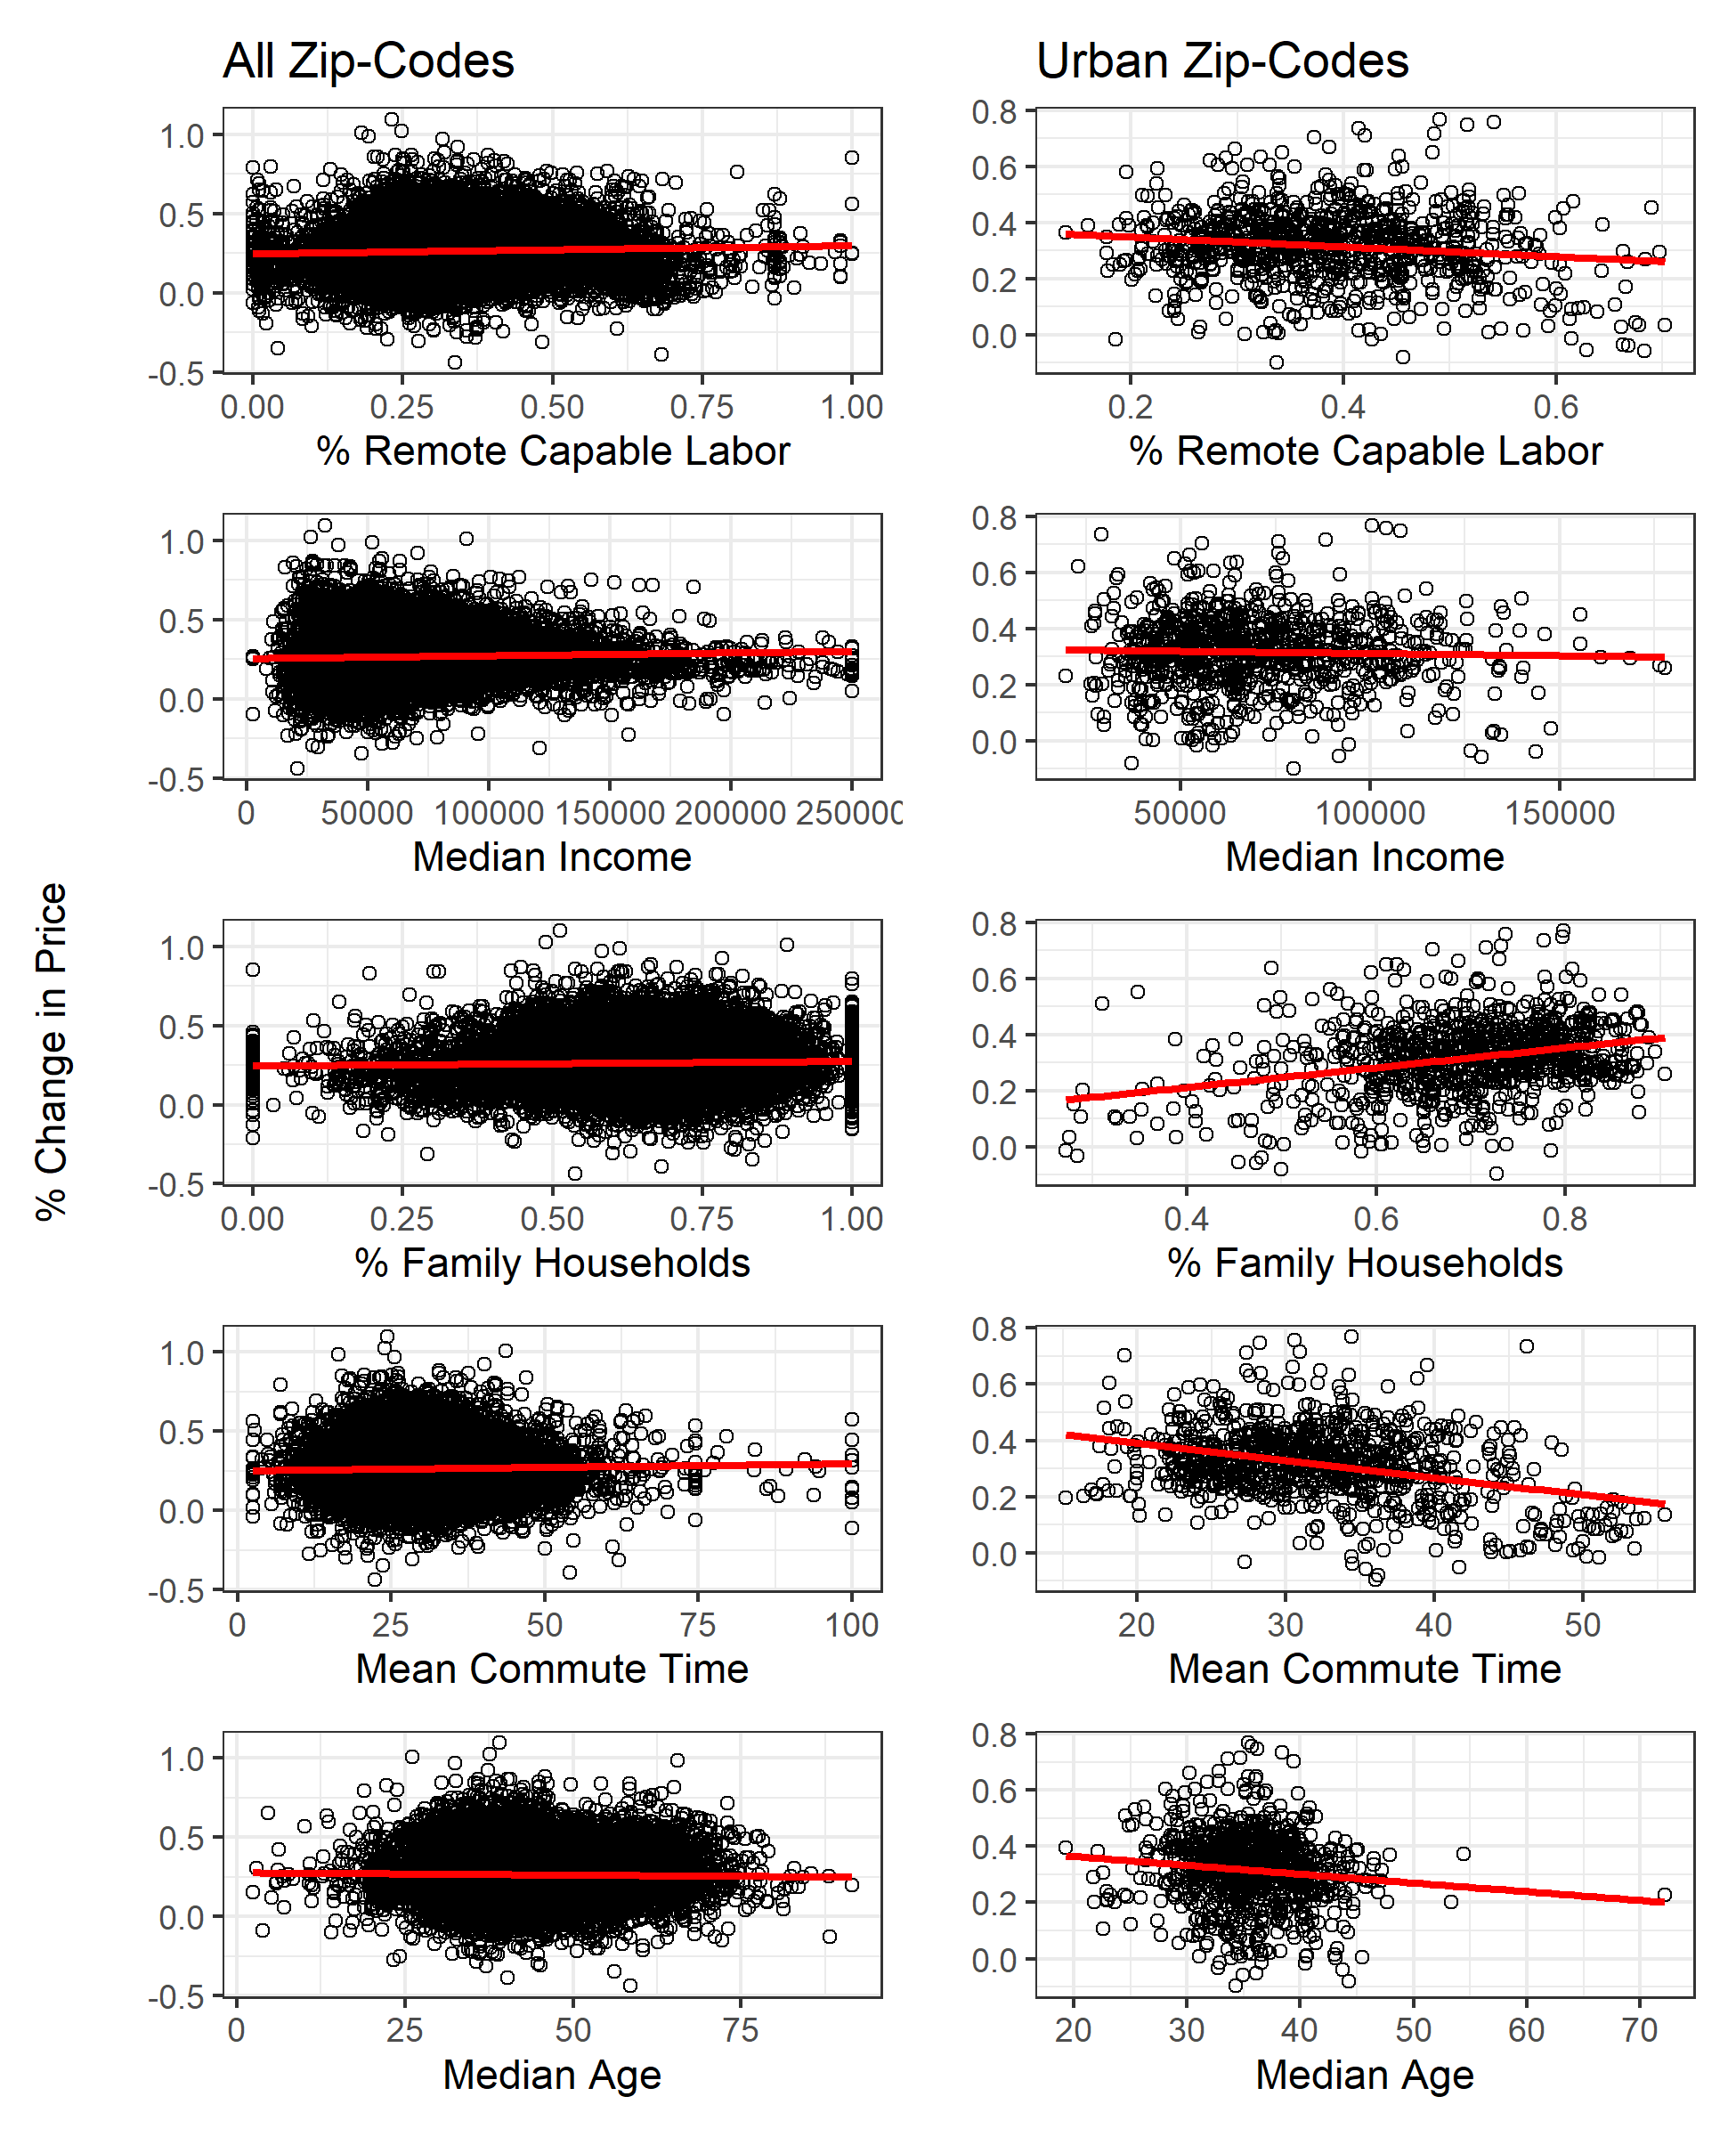 All Zip-Codes
Urban Zip-Codes
% Change in Price
1.0
0.5
0.0
-0.5
0.00 0.25 0.50 0.75 1.00
% Remote Capable Labor
0.8
0.6
0.4
0.2
0.0
0.2 0.4 0.6
% Remote Capable Labor
1.0
0.5
0.0
-0.5
0 50000 100000 150000 200000 250000
Median Income
0.8
0.6
0.4
0.2
0.0
50000 100000 150000
Median Income
1.0
0.5
0.0
-0.5
0.00 0.25 0.50 0.75 1.00
% Family Households
0.8
0.6
0.4
0.2
0.0
0.4 0.6 0.8
% Family Households
1.0
0.5
0.0
-0.5
0 25 50 75 100
Mean Commute Time
0.8
0.6
0.4
0.2
0.0
20 30 40 50
Mean Commute Time
1.0
0.5
0.0
-0.5
0 25 50 75
Median Age
0.8
0.6
0.4
0.2
0.0
20 30 40 50 60 70
Median Age